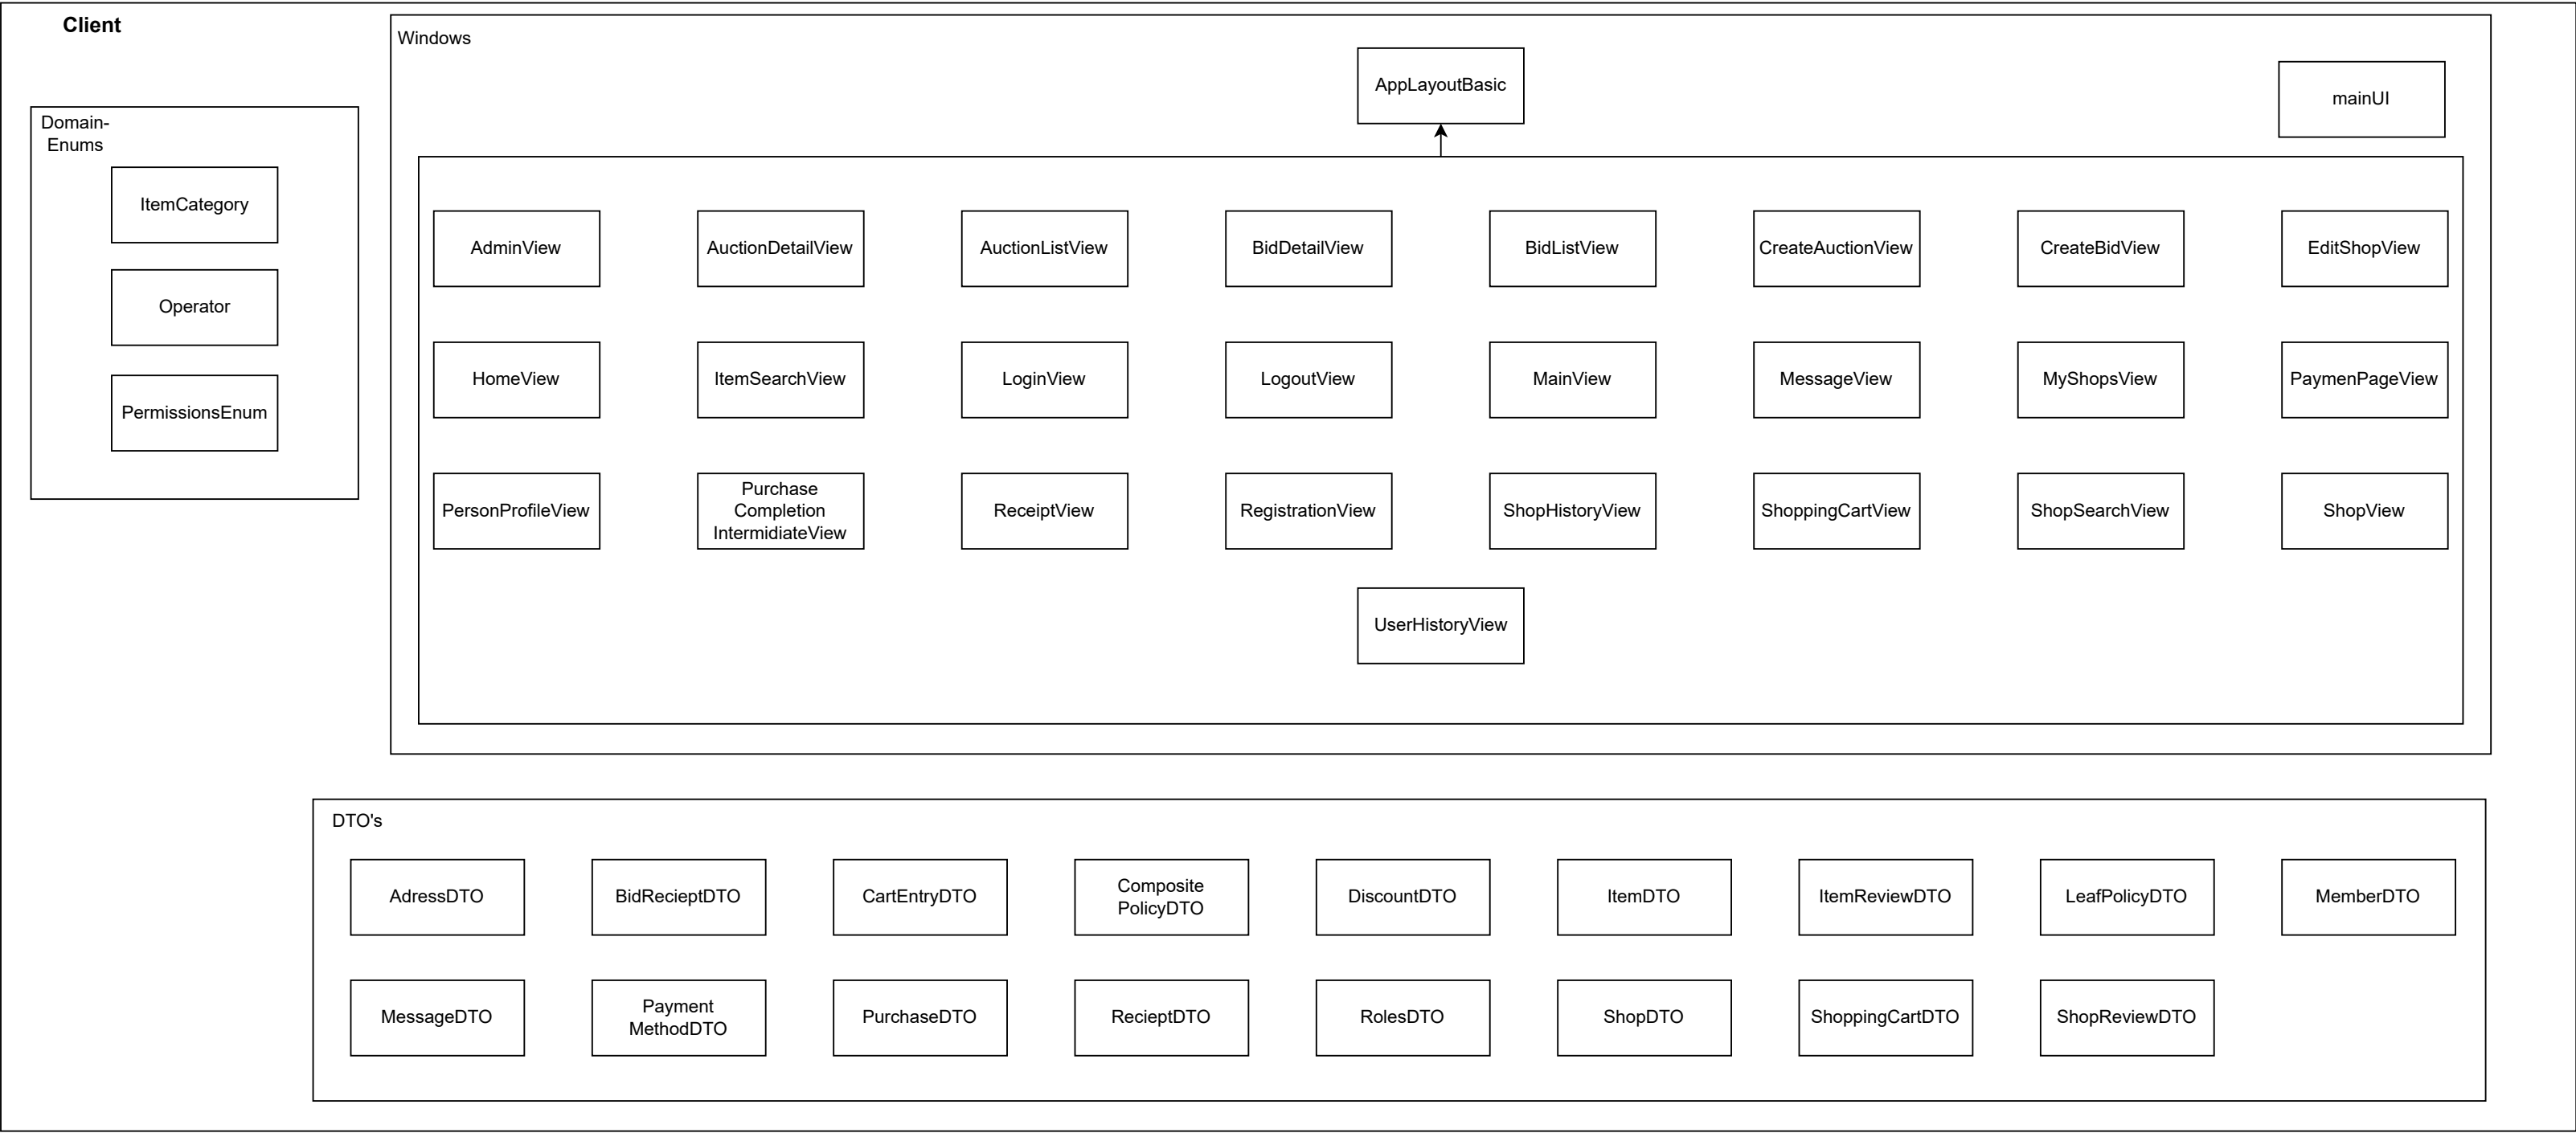 Client
Domain-
Enums
ItemCategory
Operator
PermissionsEnum
Windows
AppLayoutBasic
mainUI
AdminView
AuctionDetailView
AuctionListView
BidDetailView
BidListView
CreateAuctionView
CreateBidView
EditShopView
HomeView
ItemSearchView
LoginView
LogoutView
MainView
MessageView
MyShopsView
PaymenPageView
PersonProfileView
Purchase
Completion
IntermidiateView
ReceiptView
RegistrationView
ShopHistoryView
ShoppingCartView
ShopSearchView
ShopView
UserHistoryView
DTO's
AdressDTO
BidRecieptDTO
CartEntryDTO
Composite
PolicyDTO
DiscountDTO
ItemDTO
ItemReviewDTO
LeafPolicyDTO
MemberDTO
MessageDTO
Payment
MethodDTO
PurchaseDTO
RecieptDTO
RolesDTO
ShopDTO
ShoppingCartDTO
ShopReviewDTO